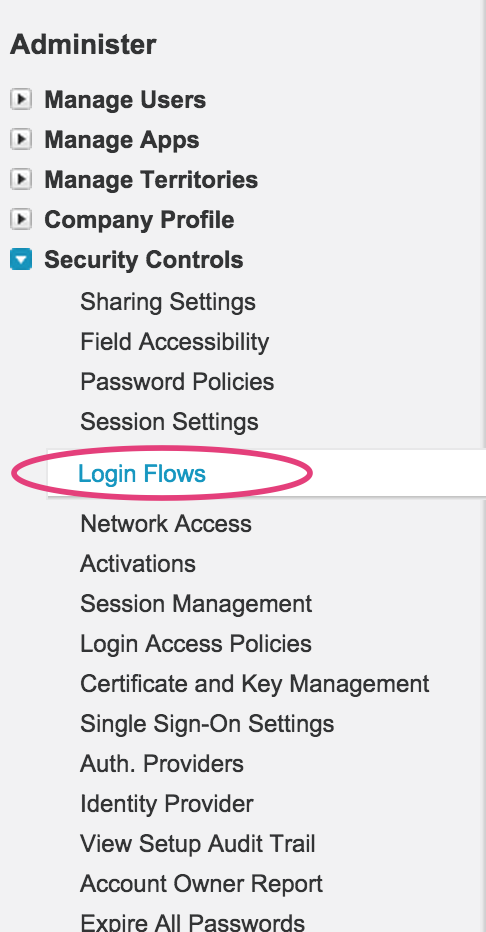 Administer
Manage Users
Manage Apps
Manage Territories
Company Profile
Security Controls
Sharing Settings
Field Accessibility
Password Policies
Session Settings
Login Flows
Network Access
Activations
Session Management
Login Access Policies
Certificate and Key Management
Single Sign-On Settings
Auth. Providers
Identity Provider
View Setup Audit Trail
Account Owner Report
Expire All Passwords